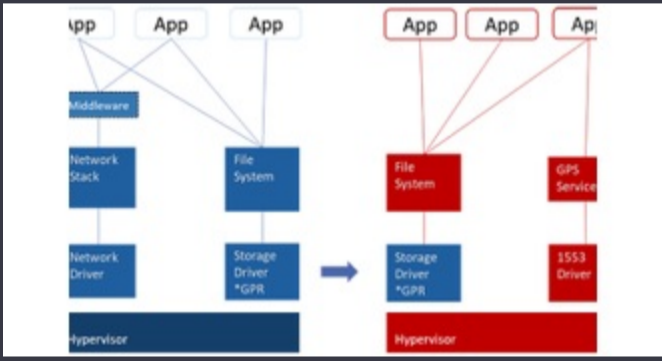 App App App App App App
Middleware
Network
Stack
File
System
File
System
GPS
Service
Network
Driver
Storage
Driver
*GPR
Storage
Driver
*GPR
1553
Driver
Hypervisor
Hypervisor